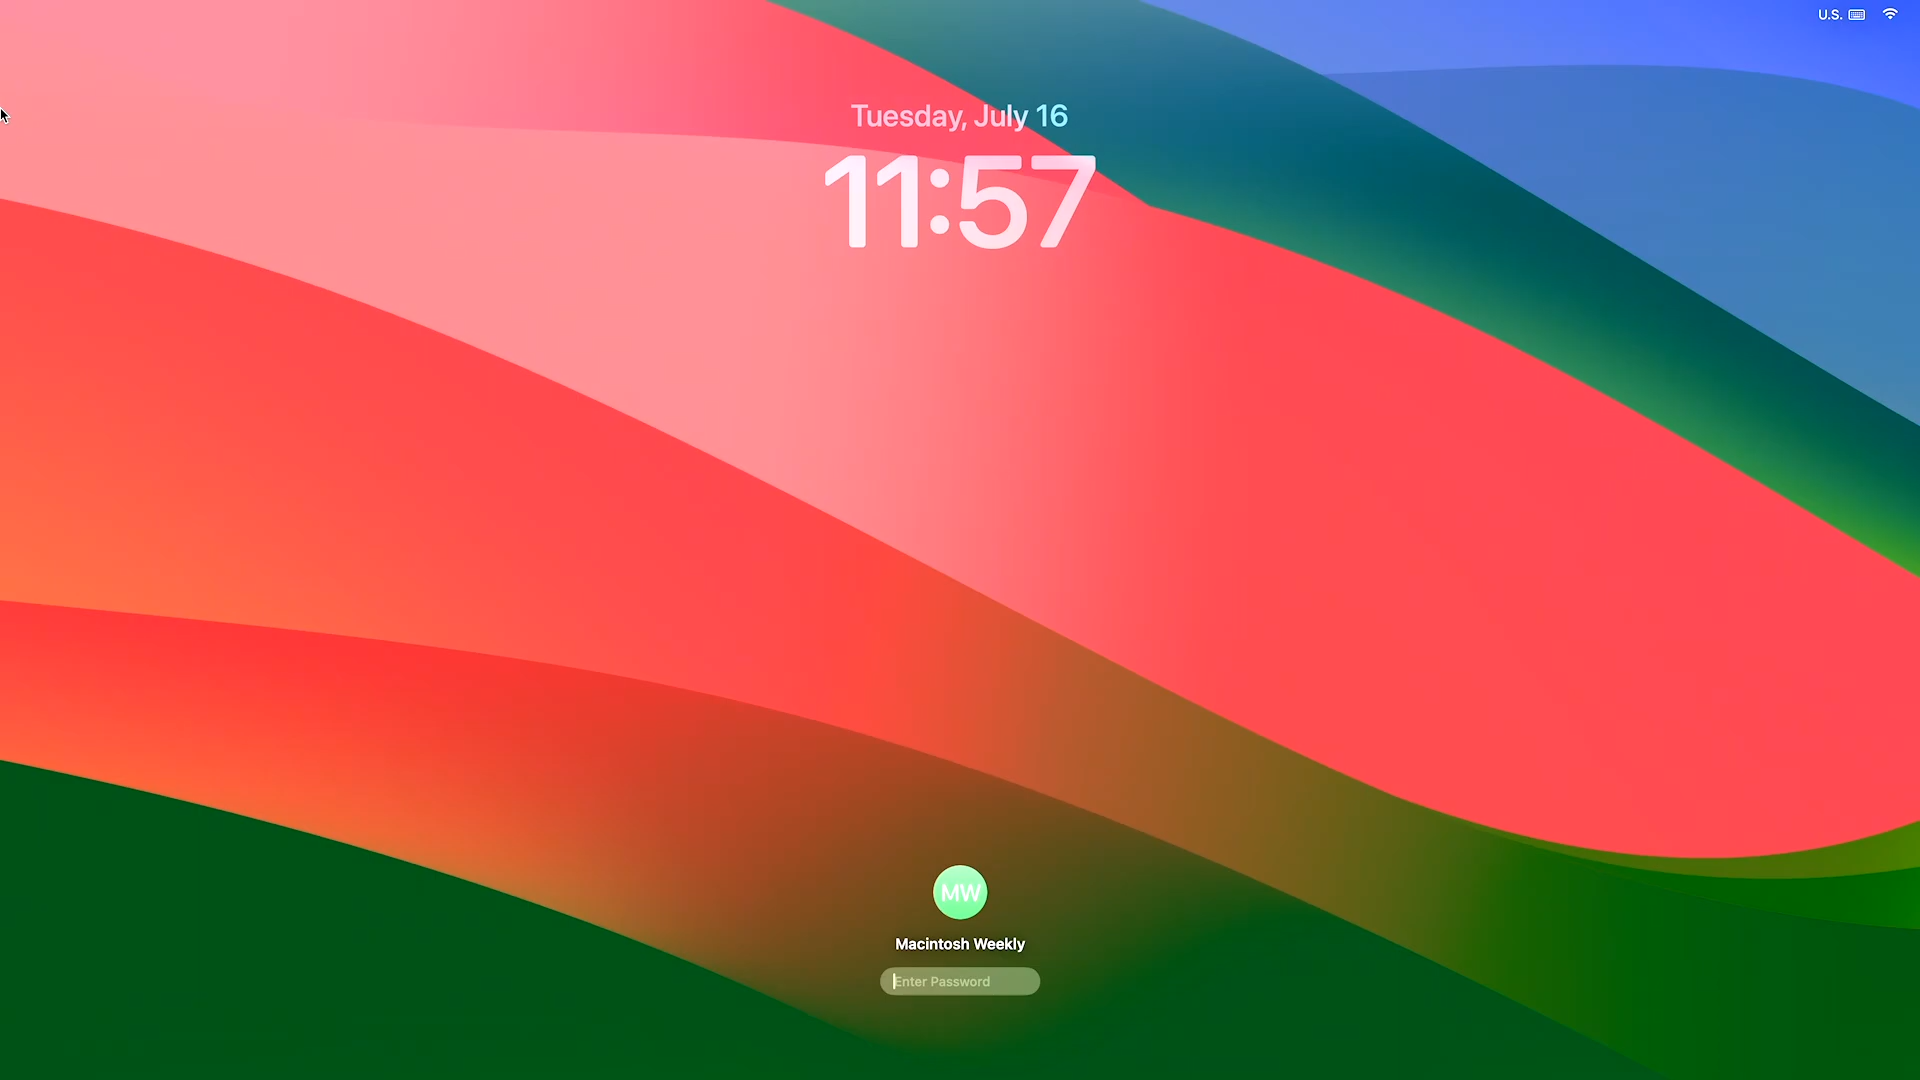 U.S.
Tuesday, July 16
11:57
MW
Macintosh Weekly
Enter Password